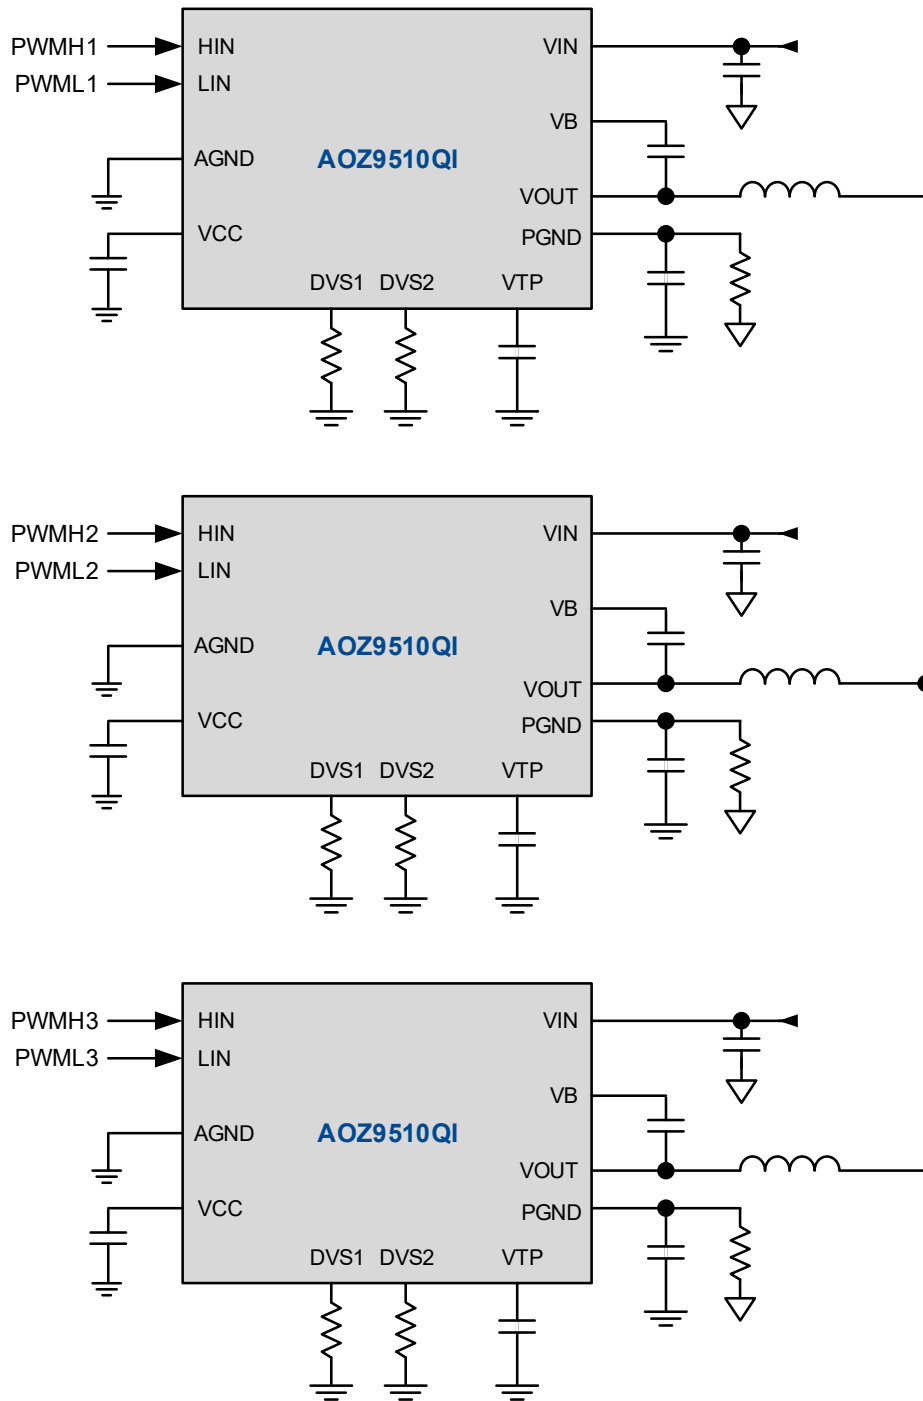 PWMH1
HIN
VIN
PWML1
LIN
VB
AGND
AOZ9510QI
VOUT
VCC
PGND
DVS1 DVS2 VTP
PWMH2
HIN
VIN
PWML2
LIN
VB
AGND
AOZ9510QI
VOUT
VCC
PGND
DVS1 DVS2 VTP
PWMH3
HIN
VIN
PWML3
LIN
VB
AGND
AOZ9510QI
VOUT
VCC
PGND
DVS1 DVS2 VTP